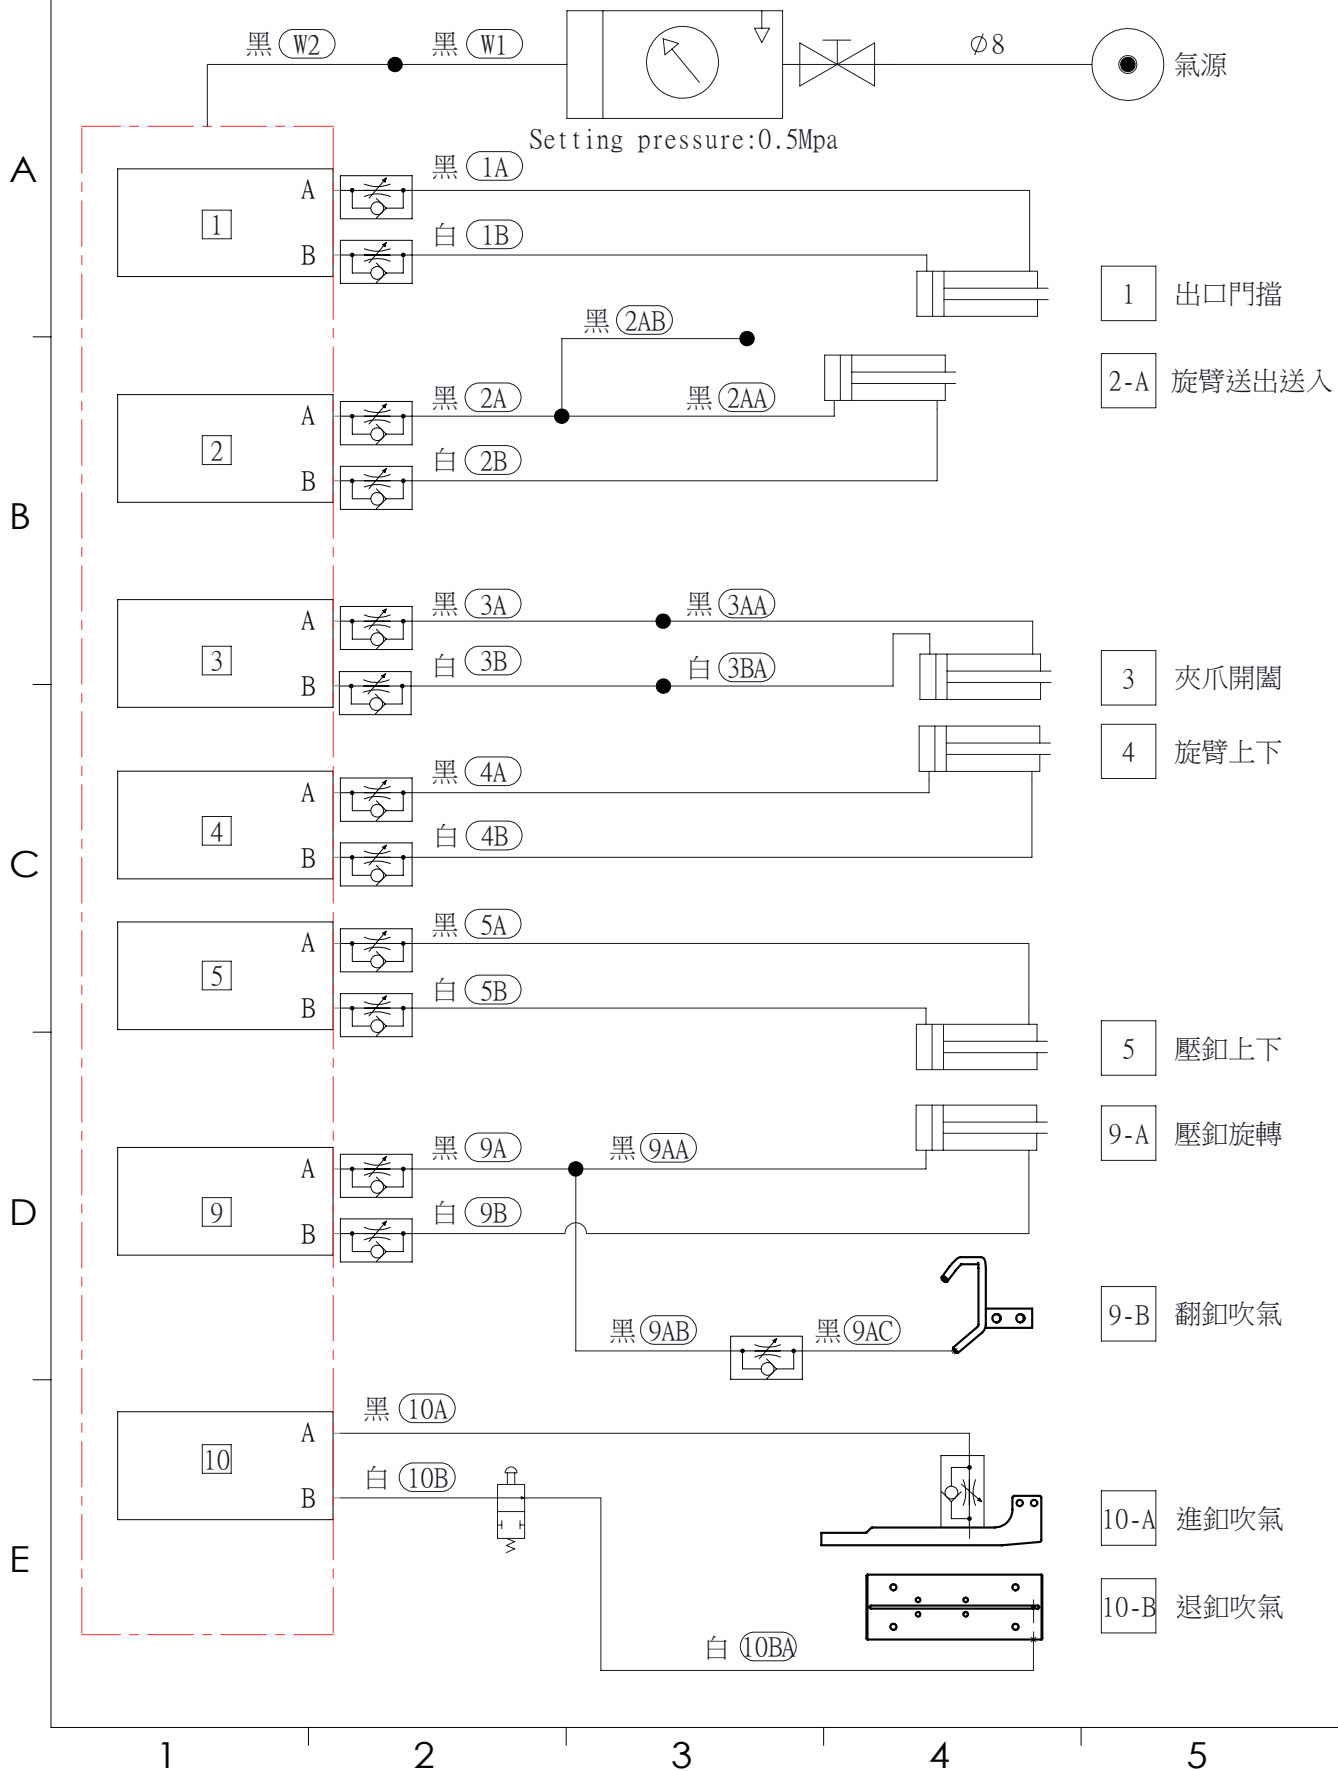 黑 W2 黑 W1 ∅8 氣源
Setting pressure:0.5Mpa
A
黑 1A
A
1
白 1B
B
1 出口門擋
黑 2AB
2-A 旋臂送出送入
黑 2A 黑 2AA
A
2
白 2B
B
B
黑 3A 黑 3AA
A
3
白 3B 白 3BA
B
3 夾爪開闔
4 旋臂上下
黑 4A
A
4
白 4B
B
C
黑 5A
A
5
白 5B
B
5 壓釦上下
9-A 壓釦旋轉
黑 9A 黑 9AA
A
9
白 9B
B
D
9-B 翻釦吹氣
黑 9AB 黑 9AC
黑 10A
A
10
白 10B
B
10-A 進釦吹氣
E
10-B 退釦吹氣
白 10BA
1 2 3 4 5